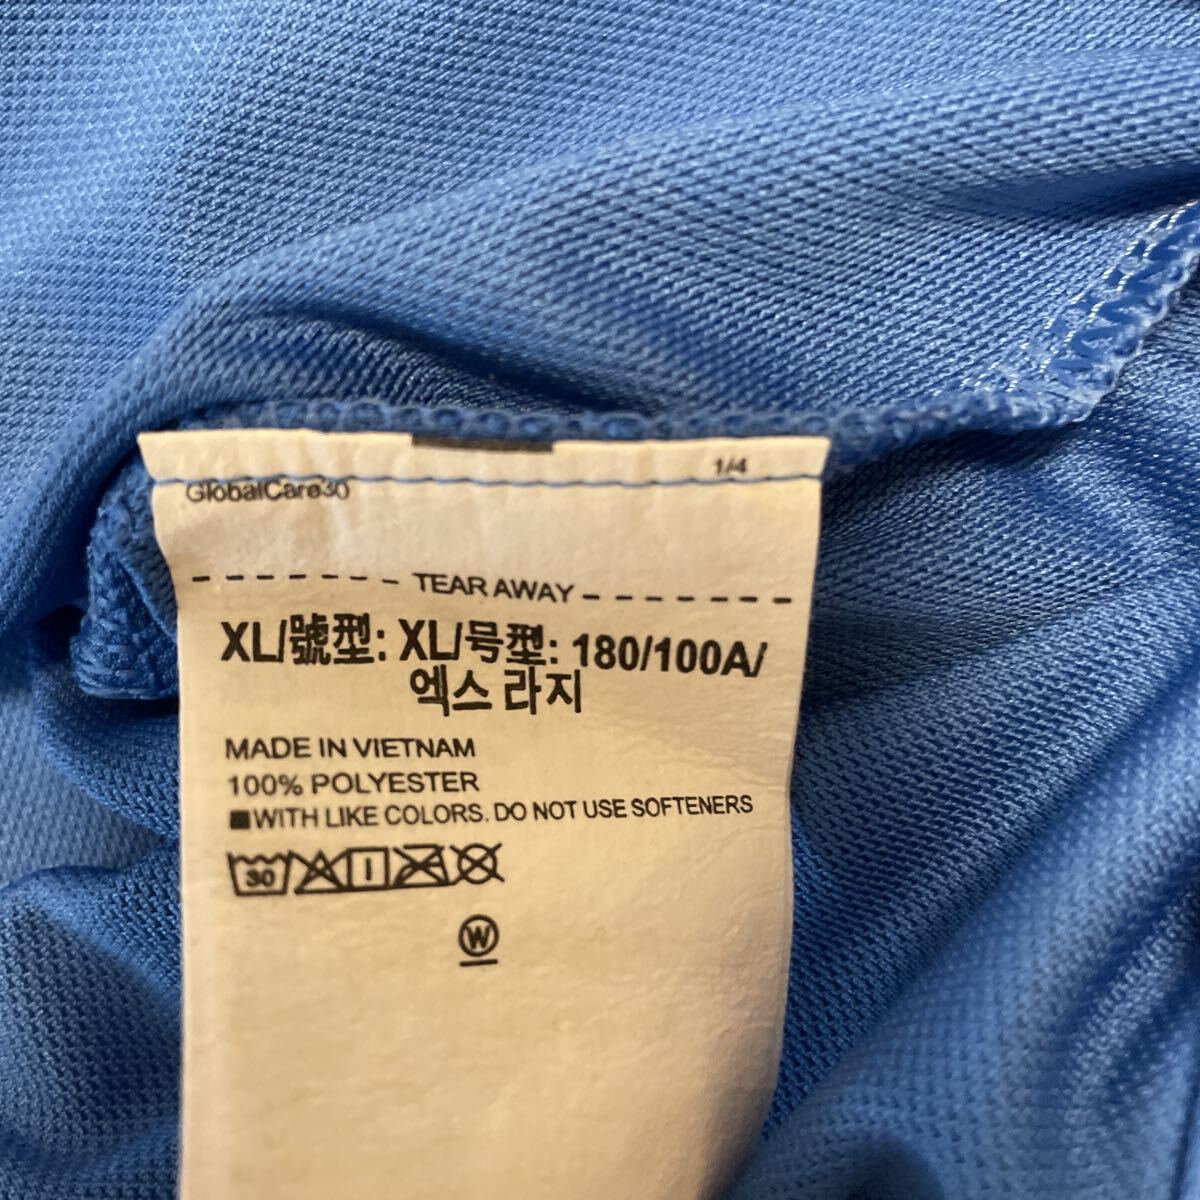 1/4
GlobalCare30
TEAR AWAY
XL/號型: XL/号型: 180/100A/
엑스 라지
MADE IN VIETNAM
100% POLYESTER
■WITH LIKE COLORS. DO NOT USE SOFTENERS
30
W